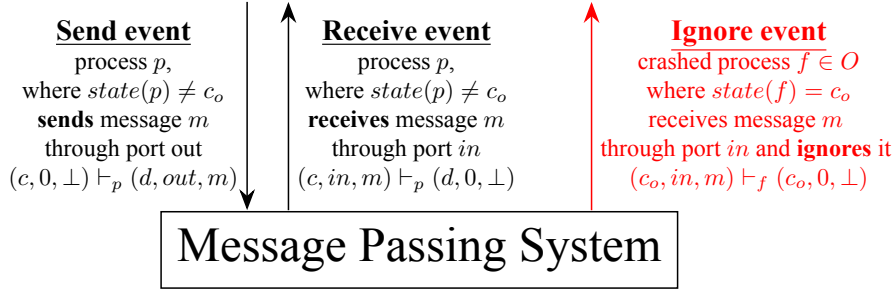 Send event
process p,
where state(p) ≠ c_o
sends message m
through port out
(c, 0, ⊥) ⊢_p (d, out, m)
Receive event
process p,
where state(p) ≠ c_o
receives message m
through port in
(c, in, m) ⊢_p (d, 0, ⊥)
Ignore event
crashed process f ∈ O
where state(f) = c_o
receives message m
through port in and ignores it
(c_o, in, m) ⊢_f (c_o, 0, ⊥)
Message Passing System